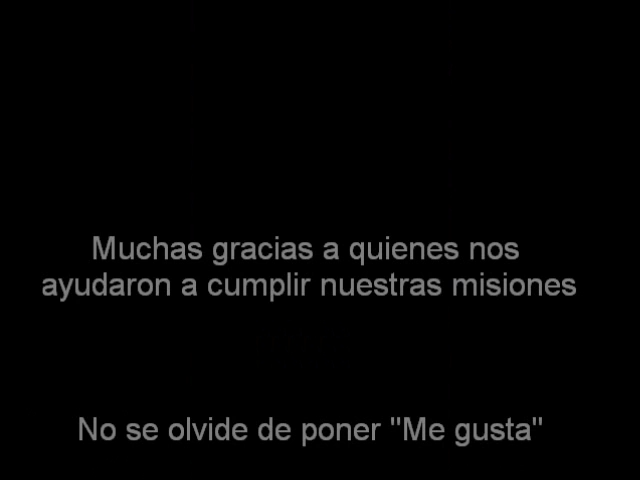 Muchas gracias a quienes nos
ayudaron a cumplir nuestras misiones
No se olvide de poner "Me gusta"